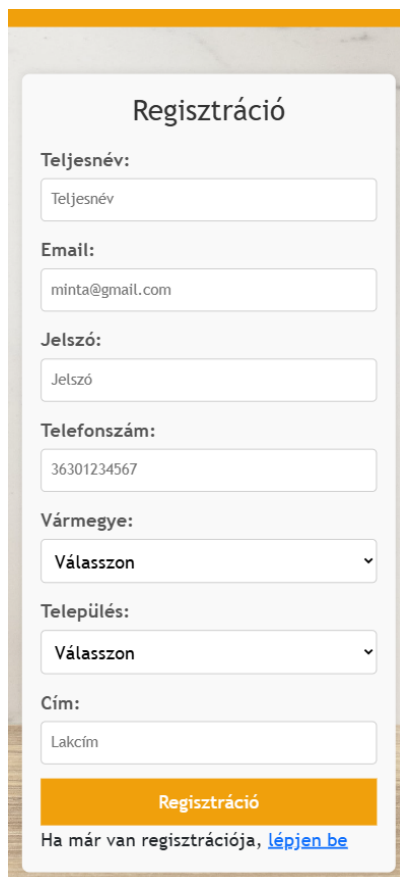 Regisztráció
Teljesnév:
Teljesnév
Email:
minta@gmail.com
Jelszó:
Jelszó
Telefonszám:
36301234567
Vármegye:
Válasszon
Település:
Válasszon
Cím:
Lakcím
Regisztráció
Ha már van regisztrációja, lépjen be